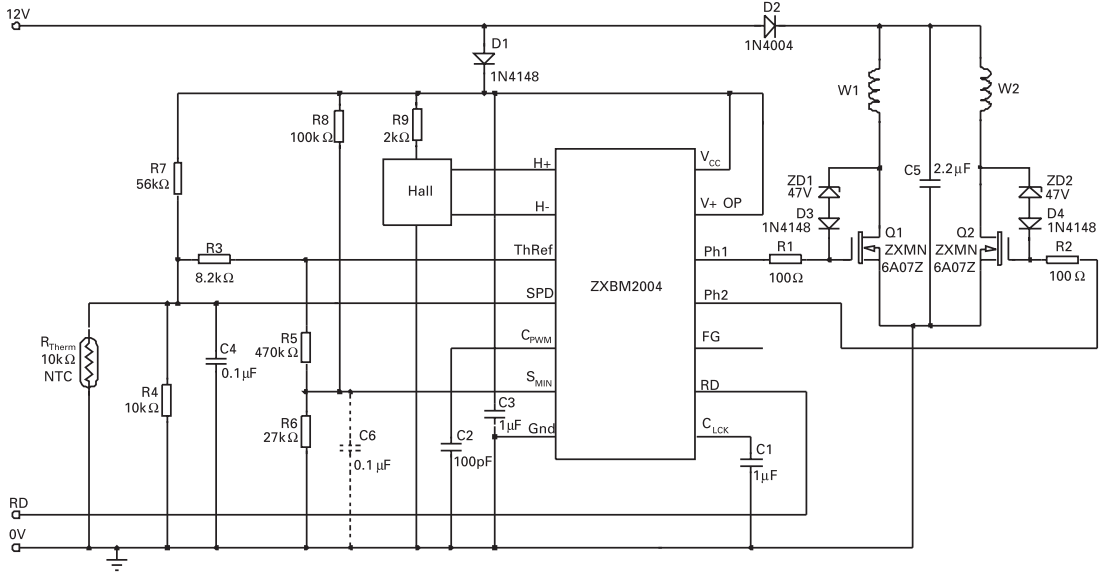 12V
D2
1N4004
D1
1N4148
W1
W2
R8
100kΩ
R9
2kΩ
R7
56kΩ
Hall
H+
H-
VCC
V+ OP
C5
2.2µF
ZD1
47V
D3
1N4148
ZD2
47V
D4
1N4148
Q1
ZXMN
6A07Z
Q2
ZXMN
6A07Z
R3
8.2kΩ
ThRef
Ph1
R1
100Ω
R2
100Ω
ZXBM2004
SPD
Ph2
RTherm
10kΩ
NTC
C4
0.1µF
R5
470kΩ
CPWM
FG
R4
10kΩ
SMIN
RD
R6
27kΩ
C6
0.1µF
C3
1µF
Gnd
CLCK
C2
100pF
C1
1µF
RD
0V